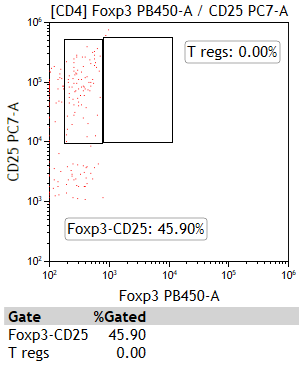 [CD4] Foxp3 PB450-A / CD25 PC7-A
T regs: 0.00%
Foxp3-CD25: 45.90%
CD25 PC7-A
10⁶
10⁵
10⁴
10³
10²
10² 10³ 10⁴ 10⁵ 10⁶
Foxp3 PB450-A
Gate %Gated
Foxp3-CD25 45.90
T regs 0.00